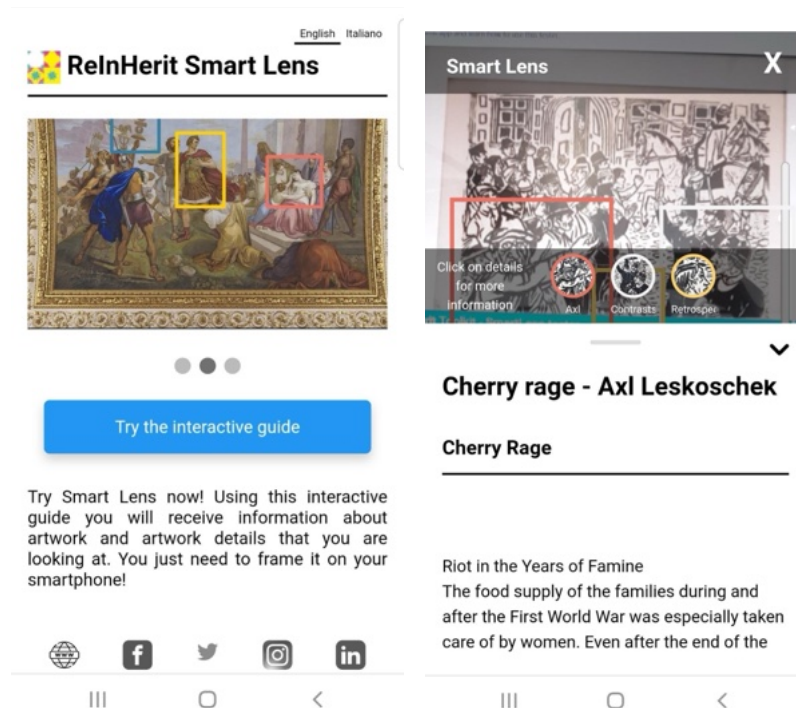 English Italiano
ReInHerit Smart Lens
Try the interactive guide
Try Smart Lens now! Using this interactive
guide you will receive information about
artwork and artwork details that you are
looking at. You just need to frame it on your
smartphone!
www
f
in
Smart Lens X
Click on details
for more
information
Axl Contrasts Retrosper
Cherry rage - Axl Leskoschek
Cherry Rage
Riot in the Years of Famine
The food supply of the families during and
after the First World War was especially taken
care of by women. Even after the end of the